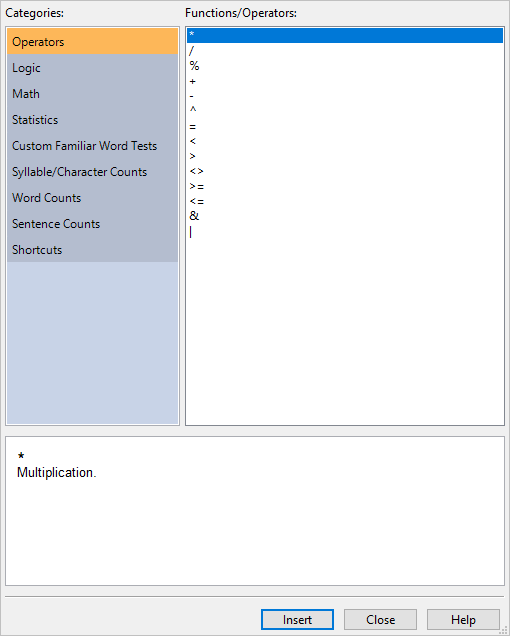 Categories:
Functions/Operators:
Operators
Logic
Math
Statistics
Custom Familiar Word Tests
Syllable/Character Counts
Word Counts
Sentence Counts
Shortcuts
*
/
%
+
-
^
=
<
>
<>
>=
<=
&
|
*
Multiplication.
Insert
Close
Help